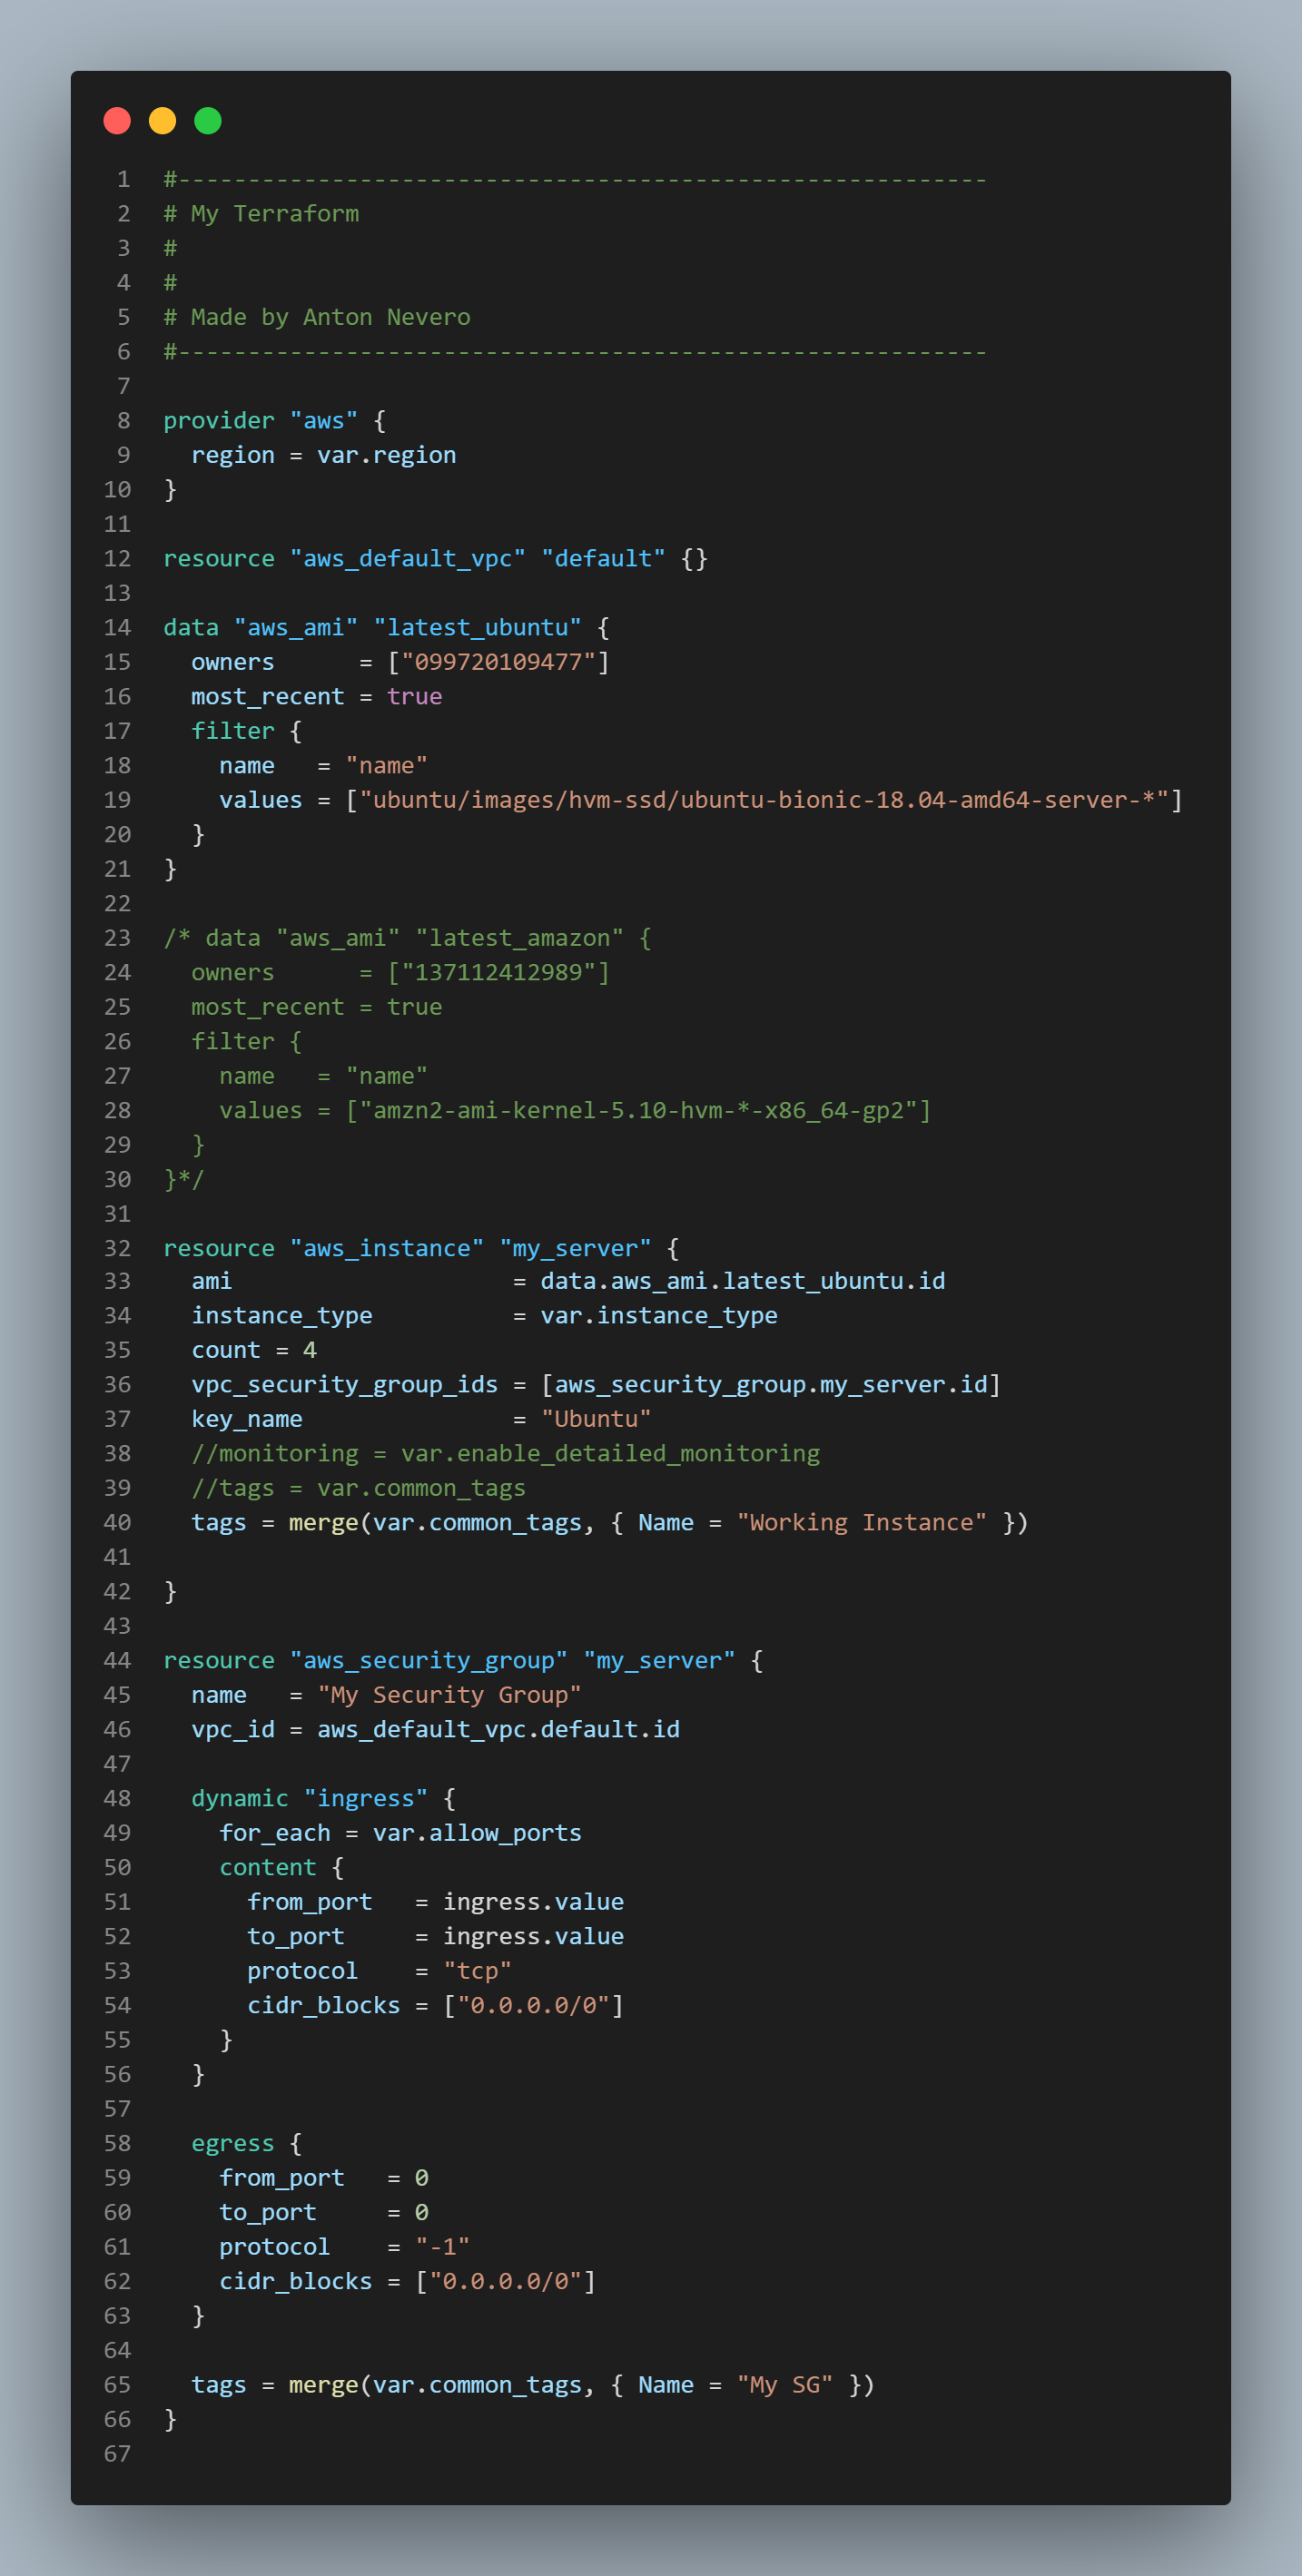 1 #----------------------------------------------------------
2 # My Terraform
3 #
4 #
5 # Made by Anton Nevero
6 #----------------------------------------------------------
7
8 provider "aws" {
9   region = var.region
10 }
11
12 resource "aws_default_vpc" "default" {}
13
14 data "aws_ami" "latest_ubuntu" {
15   owners      = ["099720109477"]
16   most_recent = true
17   filter {
18     name   = "name"
19     values = ["ubuntu/images/hvm-ssd/ubuntu-bionic-18.04-amd64-server-*"]
20   }
21 }
22
23 /* data "aws_ami" "latest_amazon" {
24   owners      = ["137112412989"]
25   most_recent = true
26   filter {
27     name   = "name"
28     values = ["amzn2-ami-kernel-5.10-hvm-*-x86_64-gp2"]
29   }
30 }*/
31
32 resource "aws_instance" "my_server" {
33   ami                    = data.aws_ami.latest_ubuntu.id
34   instance_type          = var.instance_type
35   count = 4
36   vpc_security_group_ids = [aws_security_group.my_server.id]
37   key_name               = "Ubuntu"
38   //monitoring = var.enable_detailed_monitoring
39   //tags = var.common_tags
40   tags = merge(var.common_tags, { Name = "Working Instance" })
41
42 }
43
44 resource "aws_security_group" "my_server" {
45   name   = "My Security Group"
46   vpc_id = aws_default_vpc.default.id
47
48   dynamic "ingress" {
49     for_each = var.allow_ports
50     content {
51       from_port   = ingress.value
52       to_port     = ingress.value
53       protocol    = "tcp"
54       cidr_blocks = ["0.0.0.0/0"]
55     }
56   }
57
58   egress {
59     from_port   = 0
60     to_port     = 0
61     protocol    = "-1"
62     cidr_blocks = ["0.0.0.0/0"]
63   }
64
65   tags = merge(var.common_tags, { Name = "My SG" })
66 }
67